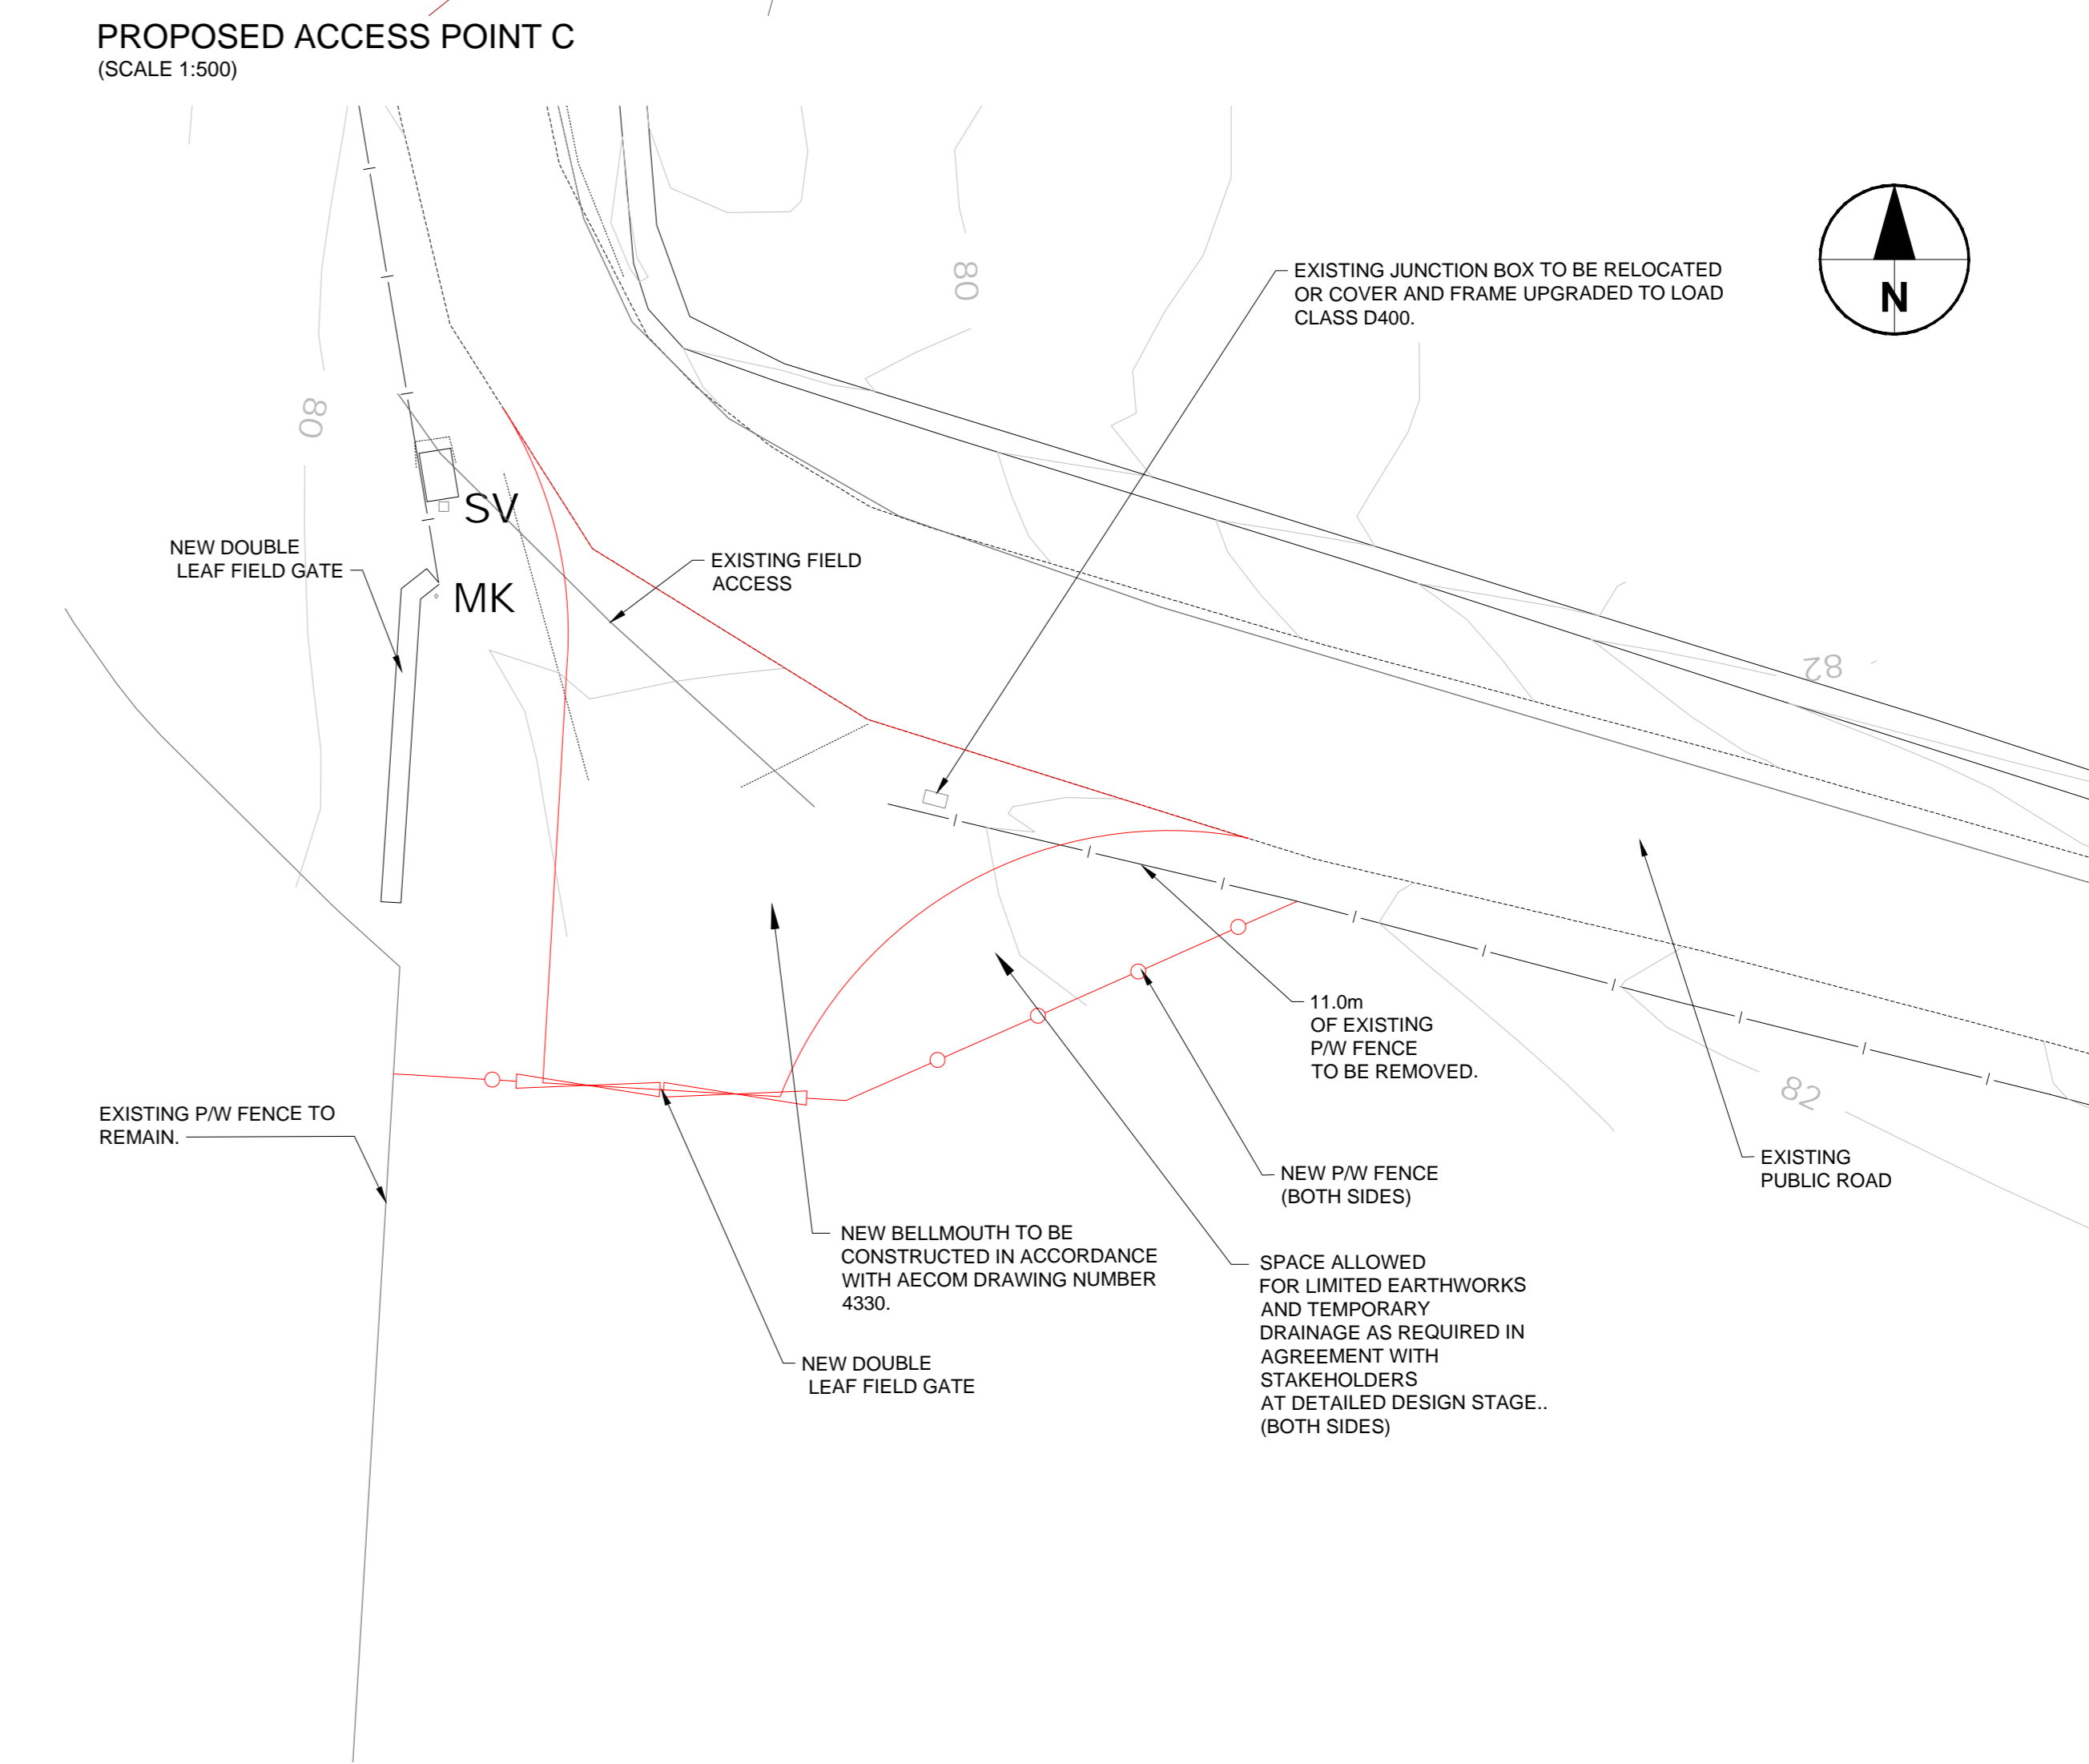 PROPOSED ACCESS POINT C
(SCALE 1:500)
80
EXISTING JUNCTION BOX TO BE RELOCATED
OR COVER AND FRAME UPGRADED TO LOAD
CLASS D400.
N
80
SV
NEW DOUBLE
LEAF FIELD GATE
MK
EXISTING FIELD
ACCESS
82
11.0m
OF EXISTING
P/W FENCE
TO BE REMOVED.
82
EXISTING P/W FENCE TO
REMAIN.
NEW P/W FENCE
(BOTH SIDES)
EXISTING
PUBLIC ROAD
NEW BELLMOUTH TO BE
CONSTRUCTED IN ACCORDANCE
WITH AECOM DRAWING NUMBER
4330.
SPACE ALLOWED
FOR LIMITED EARTHWORKS
AND TEMPORARY
DRAINAGE AS REQUIRED IN
AGREEMENT WITH
STAKEHOLDERS
AT DETAILED DESIGN STAGE..
(BOTH SIDES)
NEW DOUBLE
LEAF FIELD GATE